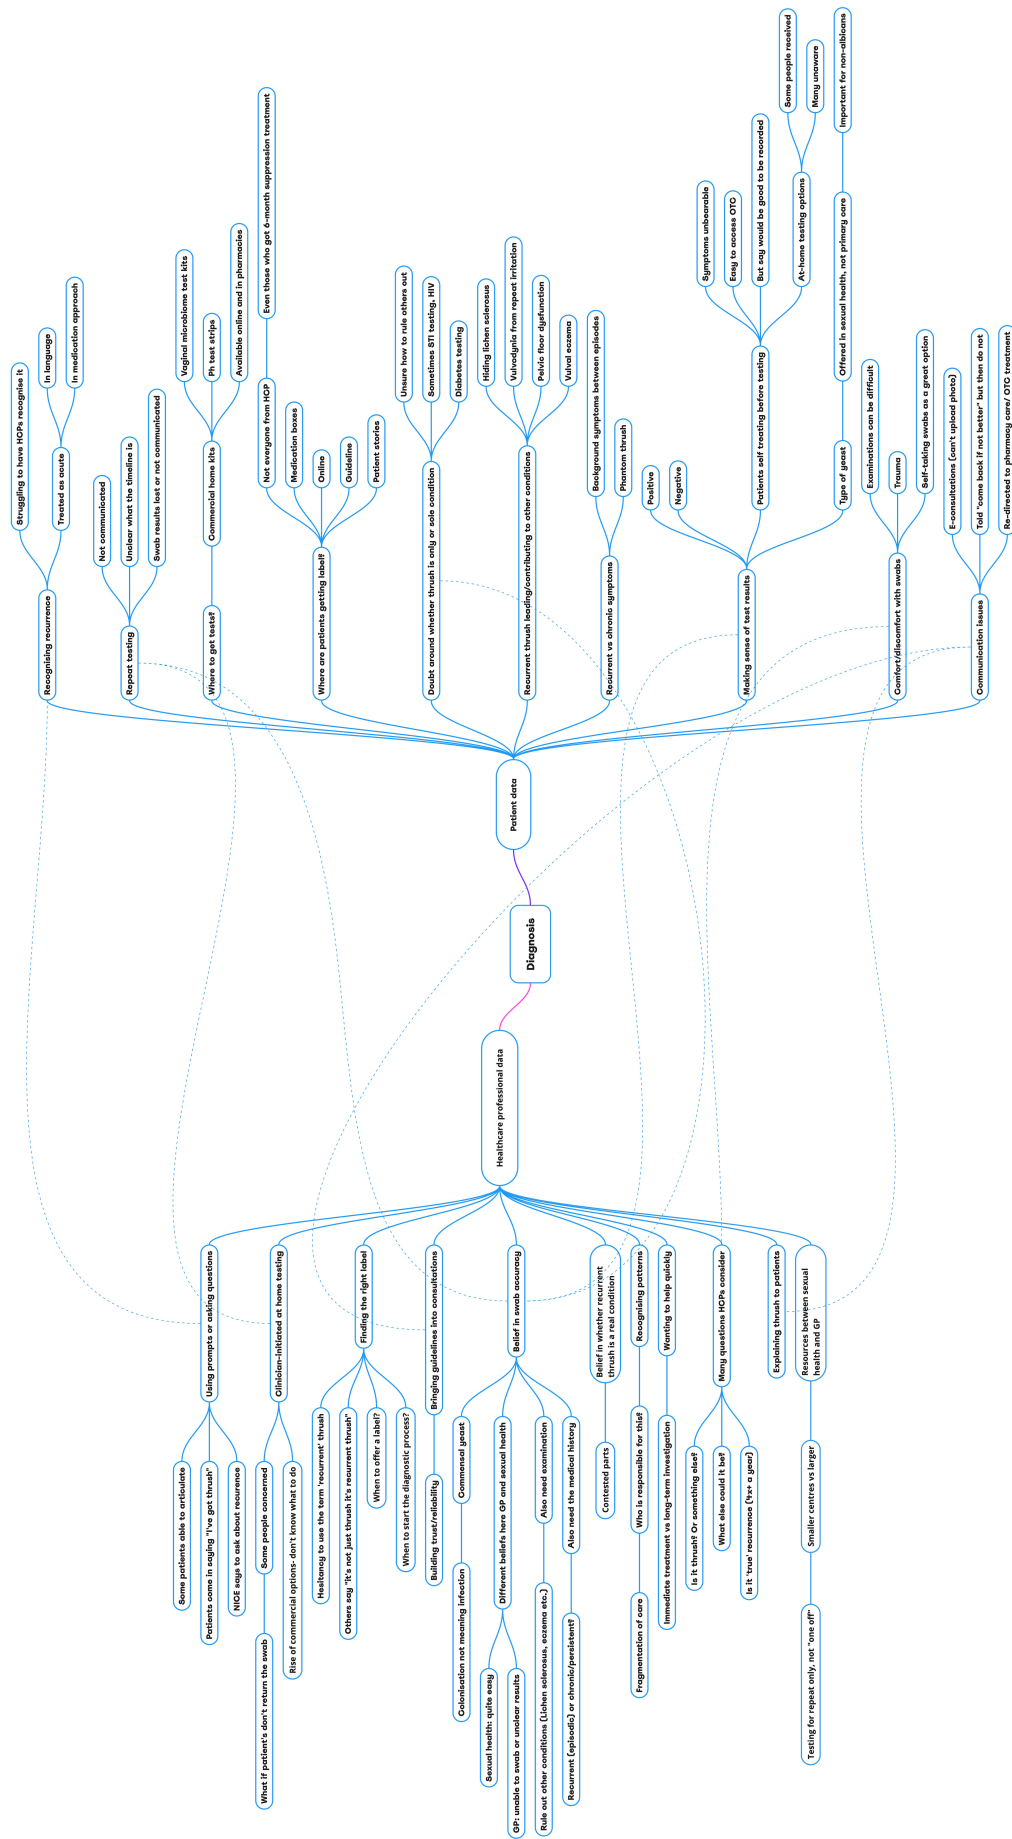 Diagnosis
Patient data
Recognising recurrence
Struggling to have HCPs recognise it
Treated as acute
In language
In medication approach
Repeat testing
Not communicated
Unclear what the timeline is
Swab results lost or not communicated
Where to get tests?
Commercial home kits
Vaginal microbiome test kits
Ph test strips
Available online and in pharmacies
Where are patients getting label?
Not everyone from HCP
Even those who got 6-month suppression treatment
Medication boxes
Online
Guideline
Patient stories
Doubt around whether thrush is only or sole condition
Unsure how to rule others out
Sometimes STI testing, HIV
Diabetes testing
Recurrent thrush leading/contributing to other conditions
Hiding lichen sclerosus
Vulvodynia from repeat irritation
Pelvic floor dysfunction
Vulval eczema
Recurrent vs chronic symptoms
Background symptoms between episodes
Phantom thrush
Making sense of test results
Positive
Negative
Patients self treating before testing
Symptoms unbearable
Easy to access OTC
But say would be good to be recorded
At-home testing options
Some people received
Many unaware
Type of yeast
Offered in sexual health, not primary care
Important for non-albicans
Comfort/discomfort with swabs
Examinations can be difficult
Trauma
Self-taking swabs as a great option
Communication issues
E-consultations (can't upload photo)
Told "come back if not better" but then do not
Re-directed to pharmacy care/ OTC treatment
Healthcare professional data
Using prompts or asking questions
Some patients able to articulate
Patients come in saying "I've got thrush"
NICE says to ask about recurence
Clinician-initiated at home testing
Some people concerned
What if patient's don't return the swab
Rise of commercial options- don't know what to do
Finding the right label
Hesitancy to use the term 'recurrent' thrush
Others say "it's not just thrush it's recurrent thrush"
When to offer a label?
When to start the diagnostic process?
Bringing guidelines into consultations
Building trust/reliability
Belief in swab accuracy
Commensal yeast
Colonisation not meaning infection
Different beliefs here GP and sexual health
Sexual health: quite easy
GP: unable to swab or unclear results
Also need examination
Rule out other conditions (Lichen sclerosus, eczema etc.)
Also need the medical history
Recurrent (episodic) or chronic/persistent?
Belief in whether recurrent
thrush is a real condition
Contested parts
Recognising patterns
Who is responsible for this?
Fragmentation of care
Wanting to help quickly
Immediate treatment vs long-term investigation
Many questions HCPs consider
Is it thrush? Or something else?
What else could it be?
Is it 'true' recurrence (4x+ a year)
Explaining thrush to patients
Resources between sexual
health and GP
Smaller centres vs larger
Testing for repeat only, not "one off"